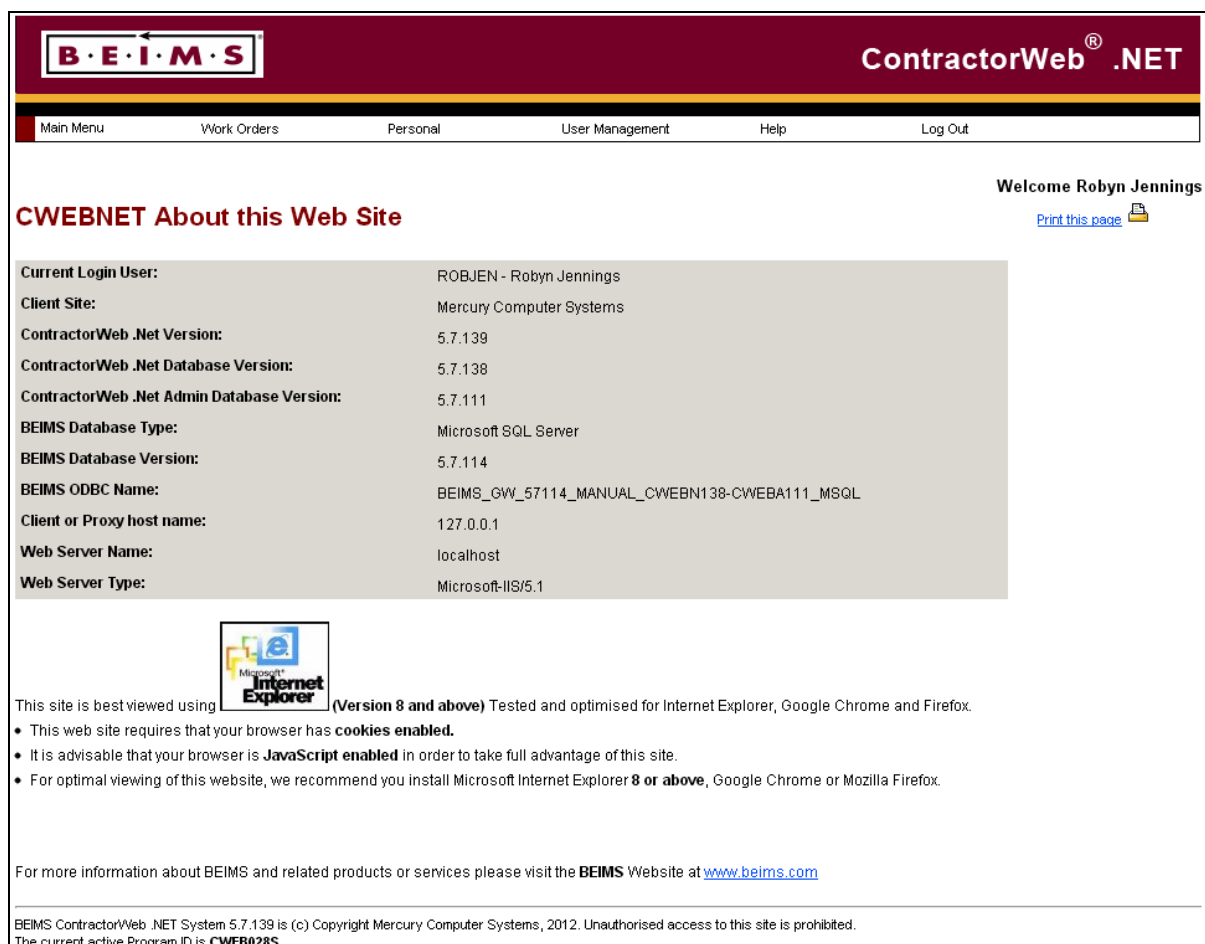 B·E·I·M·S
ContractorWeb® .NET
Main Menu Work Orders Personal User Management Help Log Out
Welcome Robyn Jennings
CWEBNET About this Web Site
Print this page
Current Login User: ROBJEN - Robyn Jennings
Client Site: Mercury Computer Systems
ContractorWeb .Net Version: 5.7.139
ContractorWeb .Net Database Version: 5.7.138
ContractorWeb .Net Admin Database Version: 5.7.111
BEIMS Database Type: Microsoft SQL Server
BEIMS Database Version: 5.7.114
BEIMS ODBC Name: BEIMS_GW_57114_MANUAL_CWEBN138-CWEBA111_MSQL
Client or Proxy host name: 127.0.0.1
Web Server Name: localhost
Web Server Type: Microsoft-IIS/5.1
Microsoft
Internet
Explorer
This site is best viewed using (Version 8 and above) Tested and optimised for Internet Explorer, Google Chrome and Firefox.
• This web site requires that your browser has cookies enabled.
• It is advisable that your browser is JavaScript enabled in order to take full advantage of this site.
• For optimal viewing of this website, we recommend you install Microsoft Internet Explorer 8 or above, Google Chrome or Mozilla Firefox.
For more information about BEIMS and related products or services please visit the BEIMS Website at www.beims.com
BEIMS ContractorWeb .NET System 5.7.139 is (c) Copyright Mercury Computer Systems, 2012. Unauthorised access to this site is prohibited.
The current active Program ID is CWEB028S